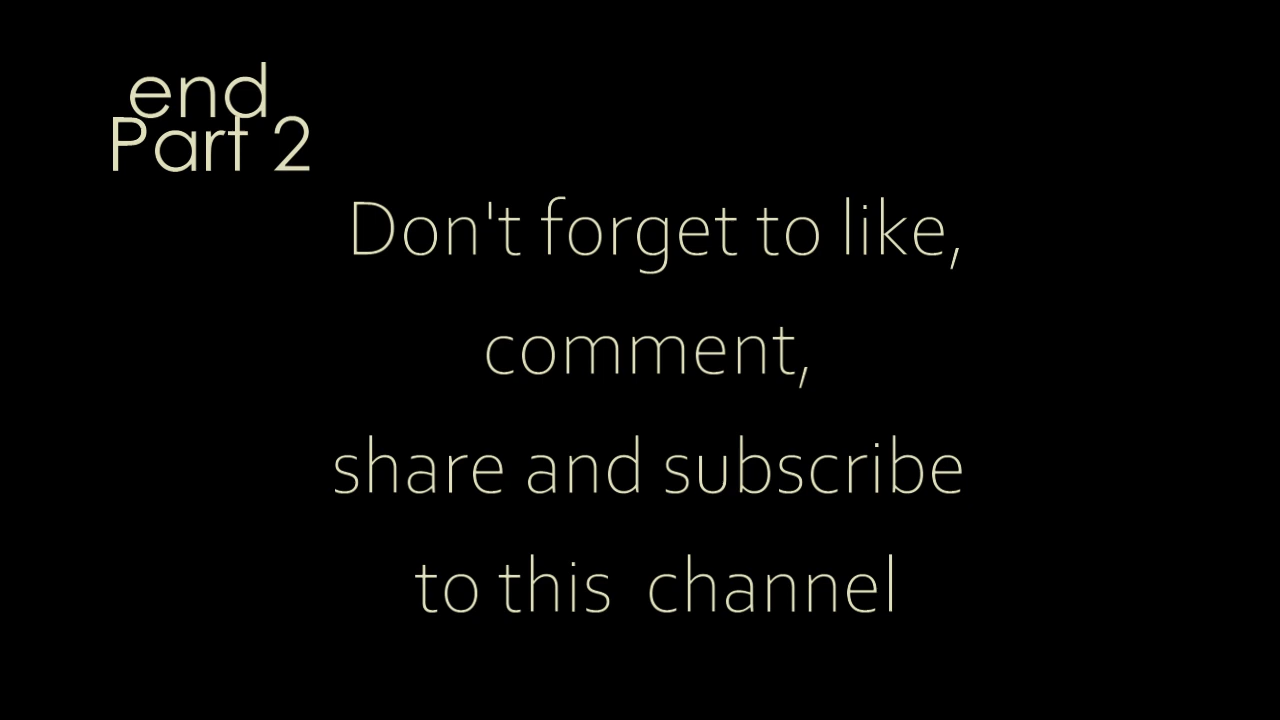 end
Part 2
Don't forget to like,
comment,
share and subscribe
to this channel